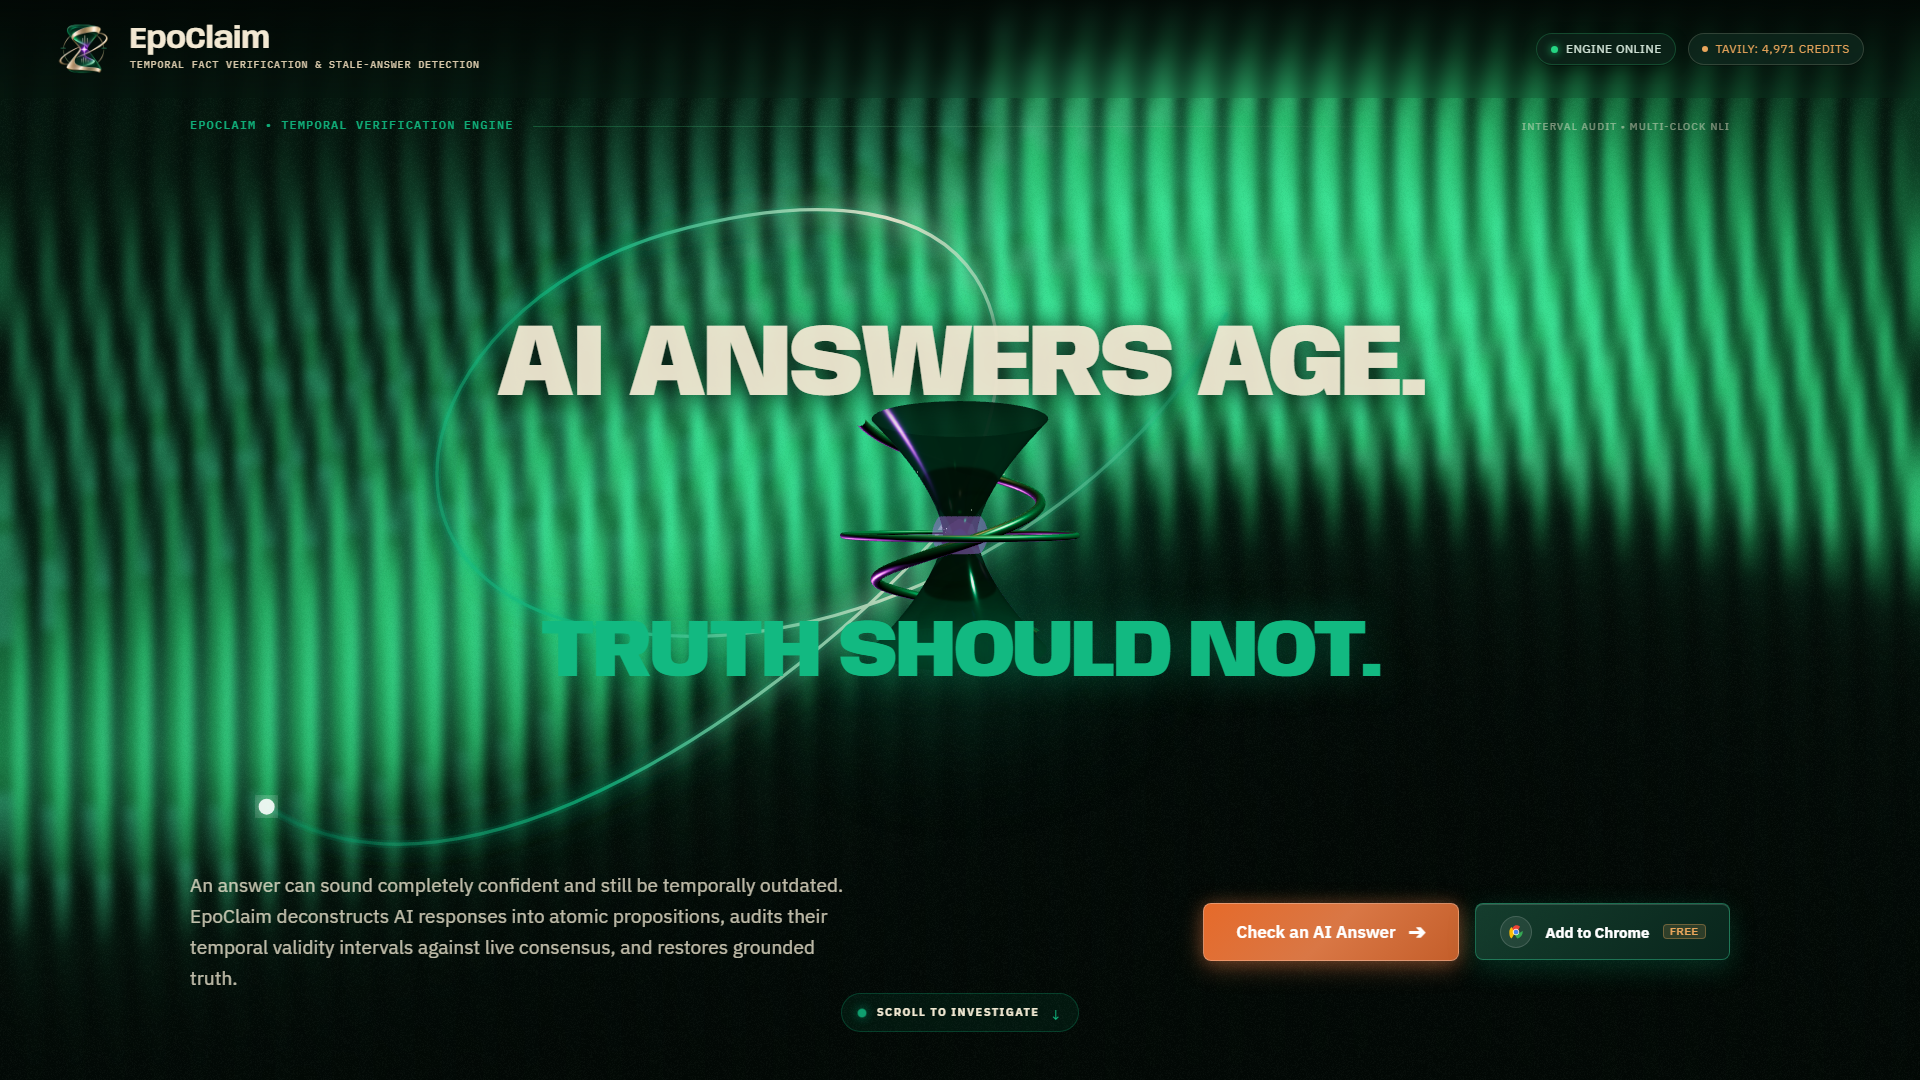 EpoClaim
TEMPORAL FACT VERIFICATION & STALE-ANSWER DETECTION
ENGINE ONLINE
TAVILY: 4,971 CREDITS
EPOCLAIM • TEMPORAL VERIFICATION ENGINE
INTERVAL AUDIT • MULTI-CLOCK NLI
AI ANSWERS AGE.
TRUTH SHOULD NOT.
An answer can sound completely confident and still be temporally outdated.
EpoClaim deconstructs AI responses into atomic propositions, audits their
temporal validity intervals against live consensus, and restores grounded
truth.
Check an AI Answer ➔
Add to Chrome FREE
SCROLL TO INVESTIGATE ↓